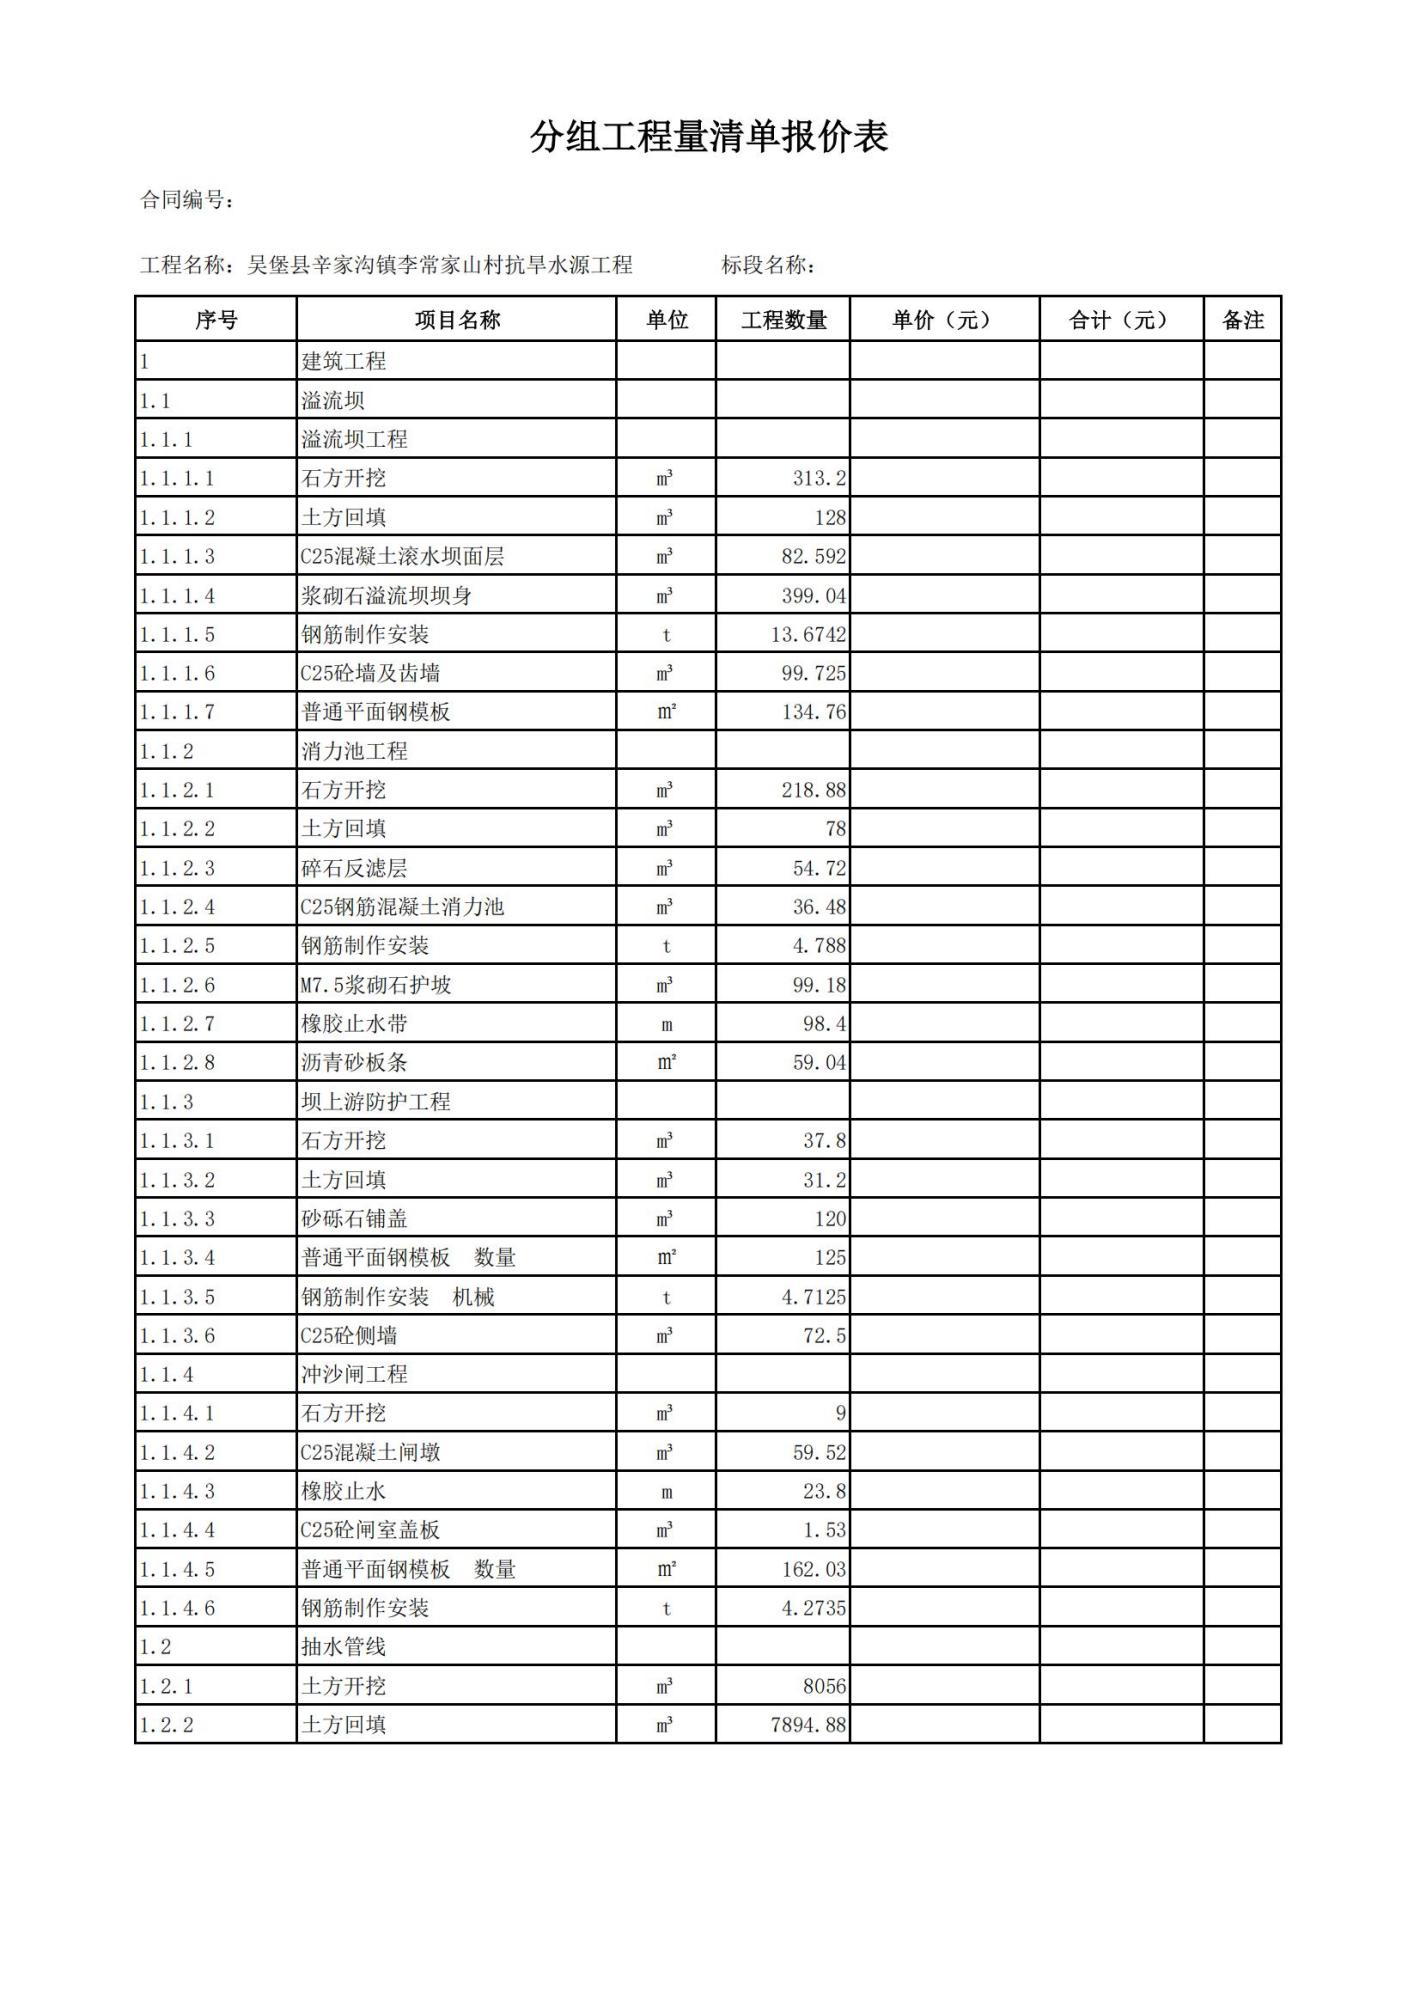 分组工程量清单报价表
合同编号：
工程名称：吴堡县辛家沟镇李常家山村抗旱水源工程 标段名称：
序号 项目名称 单位 工程数量 单价（元） 合计（元） 备注
1 建筑工程
1.1 溢流坝
1.1.1 溢流坝工程
1.1.1.1 石方开挖 m³ 313.2
1.1.1.2 土方回填 m³ 128
1.1.1.3 C25混凝土滚水坝面层 m³ 82.592
1.1.1.4 浆砌石溢流坝坝身 m³ 399.04
1.1.1.5 钢筋制作安装 t 13.6742
1.1.1.6 C25砼墙及齿墙 m³ 99.725
1.1.1.7 普通平面钢模板 m² 134.76
1.1.2 消力池工程
1.1.2.1 石方开挖 m³ 218.88
1.1.2.2 土方回填 m³ 78
1.1.2.3 碎石反滤层 m³ 54.72
1.1.2.4 C25钢筋混凝土消力池 m³ 36.48
1.1.2.5 钢筋制作安装 t 4.788
1.1.2.6 M7.5浆砌石护坡 m³ 99.18
1.1.2.7 橡胶止水带 m 98.4
1.1.2.8 沥青砂板条 m² 59.04
1.1.3 坝上游防护工程
1.1.3.1 石方开挖 m³ 37.8
1.1.3.2 土方回填 m³ 31.2
1.1.3.3 砂砾石铺盖 m³ 120
1.1.3.4 普通平面钢模板 数量 m² 125
1.1.3.5 钢筋制作安装 机械 t 4.7125
1.1.3.6 C25砼侧墙 m³ 72.5
1.1.4 冲沙闸工程
1.1.4.1 石方开挖 m³ 9
1.1.4.2 C25混凝土闸墩 m³ 59.52
1.1.4.3 橡胶止水 m 23.8
1.1.4.4 C25砼闸室盖板 m³ 1.53
1.1.4.5 普通平面钢模板 数量 m² 162.03
1.1.4.6 钢筋制作安装 t 4.2735
1.2 抽水管线
1.2.1 土方开挖 m³ 8056
1.2.2 土方回填 m³ 7894.88